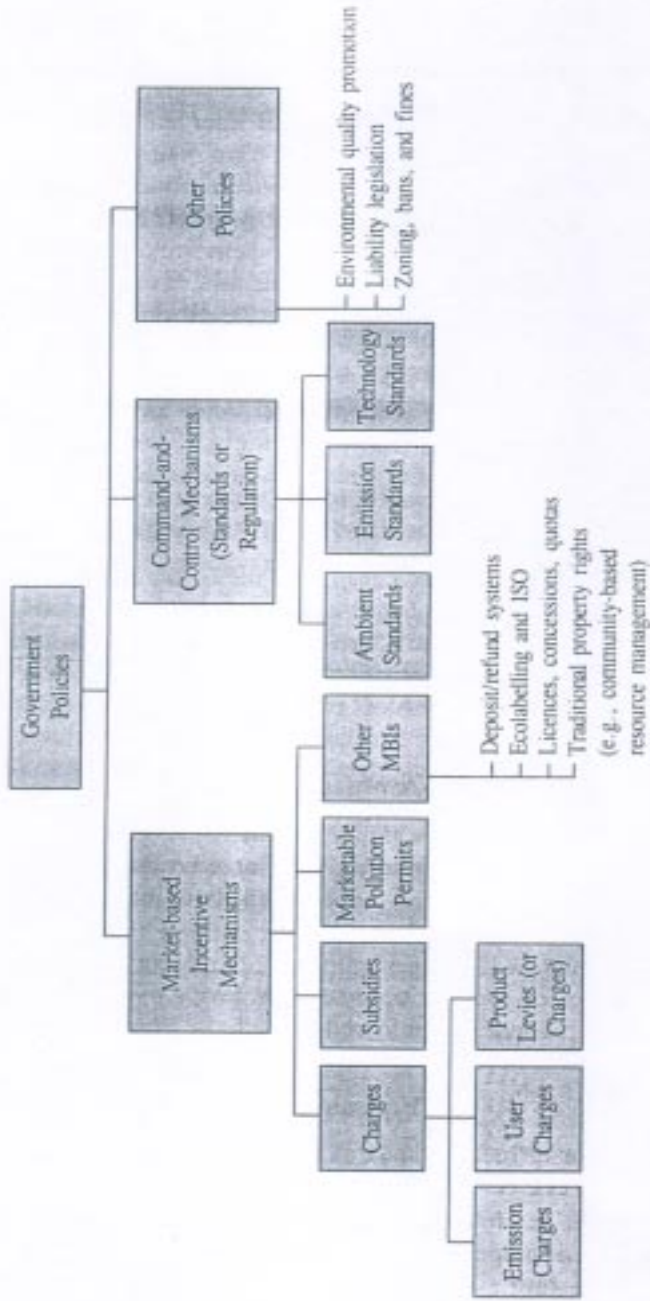 Government
Policies
Market-based
Incentive
Mechanisms
Command-and-
Control Mechanisms
(Standards or
Regulation)
Other
Policies
Environmental quality promotion
Liability legislation
Zoning, bans, and fines
Charges
Subsidies
Marketable
Pollution
Permits
Other
MBIs
Ambient
Standards
Emission
Standards
Technology
Standards
Deposit/refund systems
Ecolabelling and ISO
Licences, concessions, quotas
Traditional property rights
(e.g., community-based
resource management)
Emission
Charges
User
Charges
Product
Levies (or
Charges)